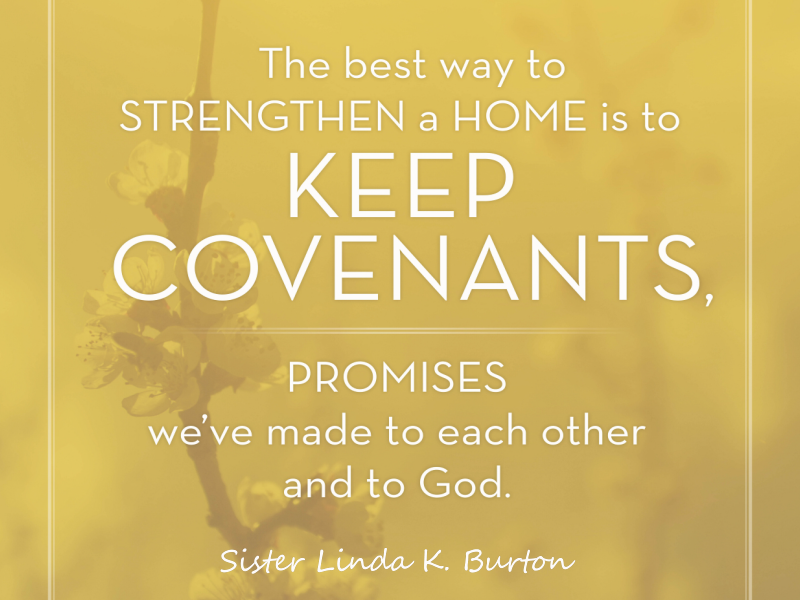 The best way to
STRENGTHEN a HOME is to
KEEP
COVENANTS,
PROMISES
we've made to each other
and to God.
Sister Linda K. Burton